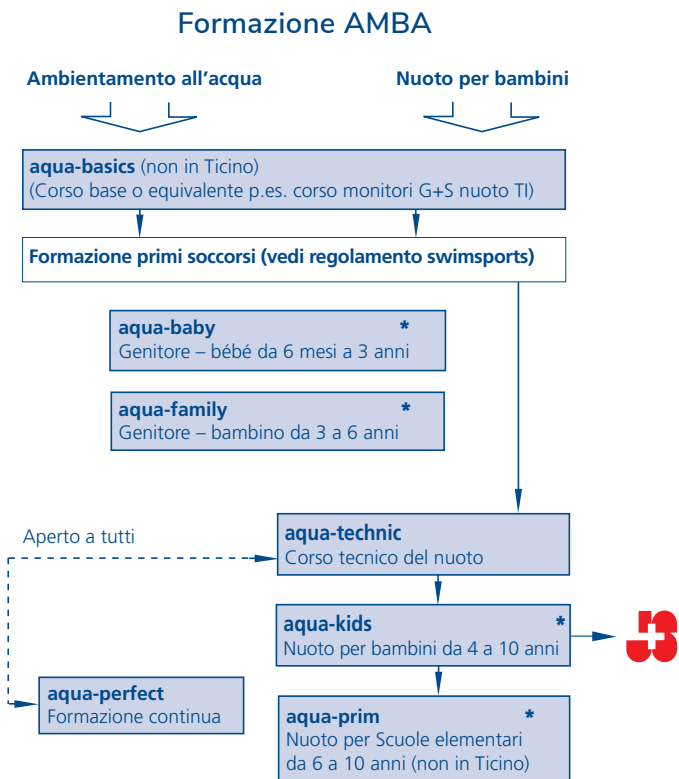 Formazione AMBA
Ambientamento all'acqua
Nuoto per bambini
aqua-basics (non in Ticino)
(Corso base o equivalente p.es. corso monitori G+S nuoto TI)
Formazione primi soccorsi (vedi regolamento swimsports)
aqua-baby *
Genitore – bébé da 6 mesi a 3 anni
aqua-family *
Genitore – bambino da 3 a 6 anni
Aperto a tutti
aqua-technic
Corso tecnico del nuoto
aqua-kids *
Nuoto per bambini da 4 a 10 anni
aqua-perfect
Formazione continua
aqua-prim *
Nuoto per Scuole elementari
da 6 a 10 anni (non in Ticino)